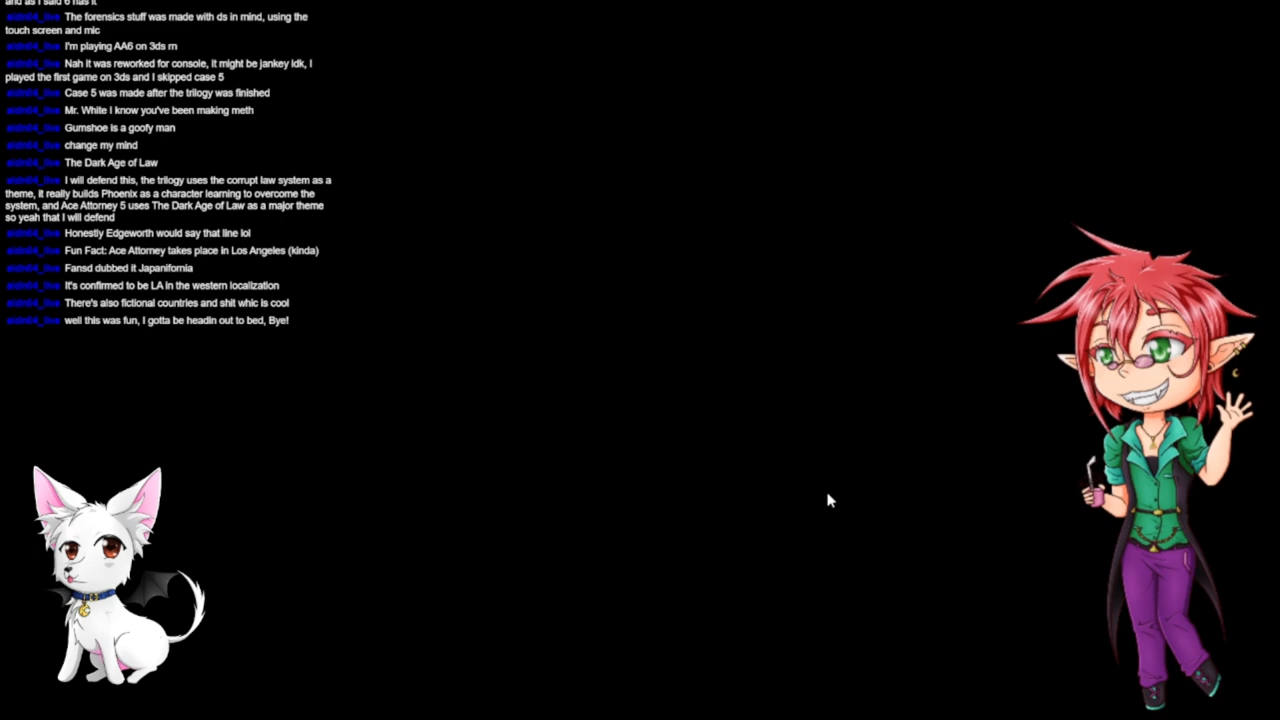 and as I said 6 has it
The forensics stuff was made with ds in mind, using the
touch screen and mic
I'm playing AA6 on 3ds rn
Nah it was reworked for console, it might be jankey idk, I
played the first game on 3ds and I skipped case 5
Case 5 was made after the trilogy was finished
Mr. White I know you've been making meth
Gumshoe is a goofy man
change my mind
The Dark Age of Law
I will defend this, the trilogy uses the corrupt law system as a
theme, it really builds Phoenix as a character learning to overcome the
system, and Ace Attorney 5 uses The Dark Age of Law as a major theme
so yeah that I will defend
Honestly Edgeworth would say that line lol
Fun Fact: Ace Attorney takes place in Los Angeles (kinda)
Fansd dubbed it Japanifornia
It's confirmed to be LA in the western localization
There's also fictional countries and shit whic is cool
well this was fun, I gotta be headin out to bed, Bye!